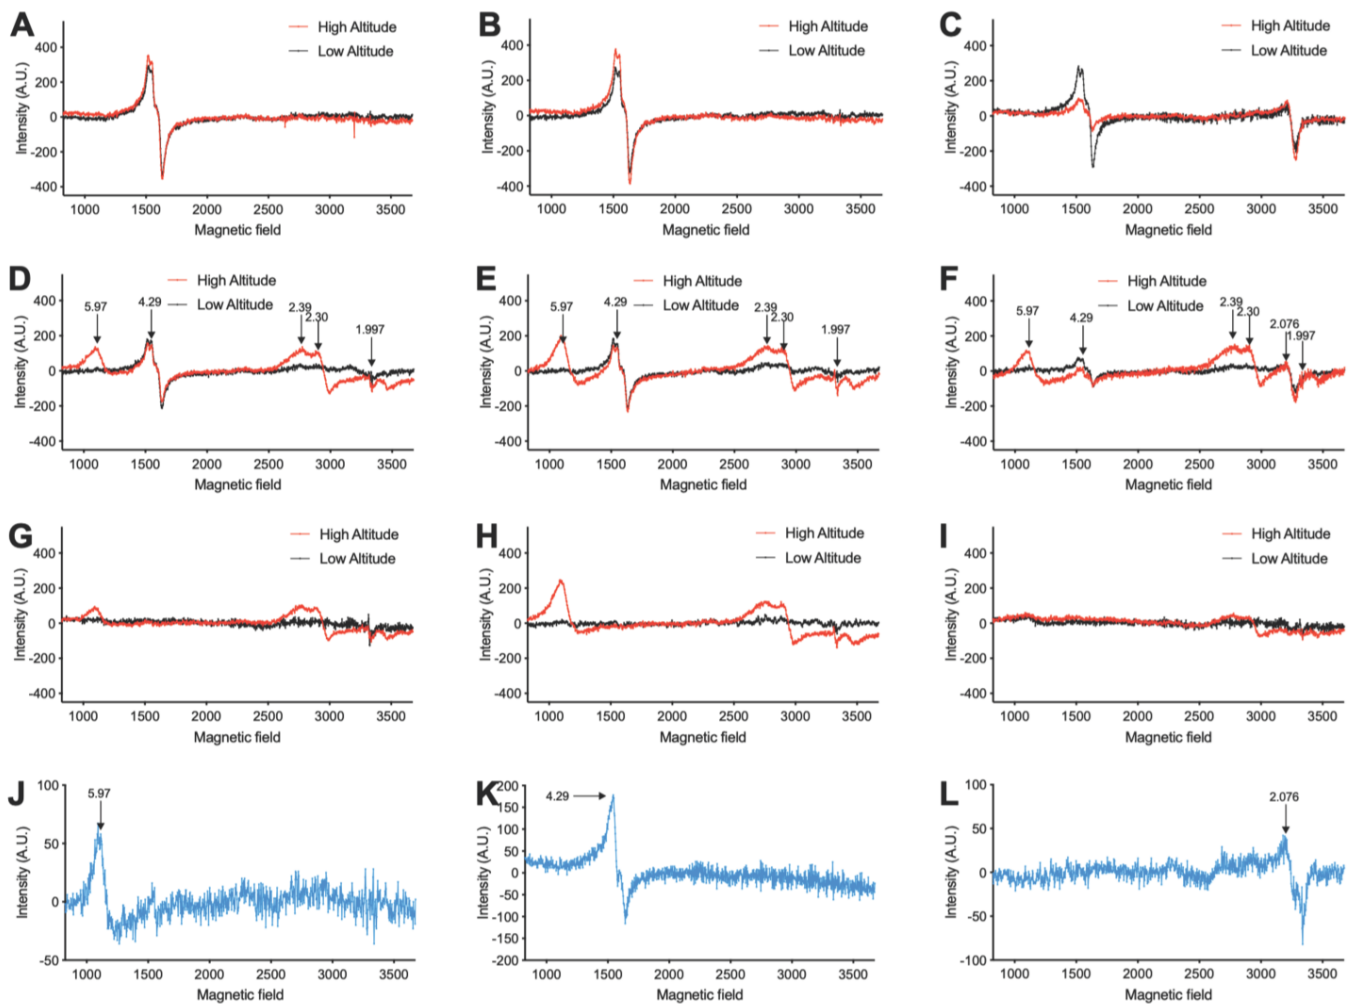 A
High Altitude
Low Altitude
Intensity (A.U.)
400
200
0
-200
-400
1000 1500 2000 2500 3000 3500
Magnetic field
B
High Altitude
Low Altitude
Intensity (A.U.)
400
200
0
-200
-400
1000 1500 2000 2500 3000 3500
Magnetic field
C
High Altitude
Low Altitude
Intensity (A.U.)
400
200
0
-200
-400
1000 1500 2000 2500 3000 3500
Magnetic field
D
High Altitude
Low Altitude
5.97
4.29
2.39
2.30
1.997
Intensity (A.U.)
400
200
0
-200
-400
1000 1500 2000 2500 3000 3500
Magnetic field
E
High Altitude
Low Altitude
5.97
4.29
2.39
2.30
1.997
Intensity (A.U.)
400
200
0
-200
-400
1000 1500 2000 2500 3000 3500
Magnetic field
F
High Altitude
Low Altitude
5.97
4.29
2.39
2.30
2.076
1.997
Intensity (A.U.)
400
200
0
-200
-400
1000 1500 2000 2500 3000 3500
Magnetic field
G
High Altitude
Low Altitude
Intensity (A.U.)
400
200
0
-200
-400
1000 1500 2000 2500 3000 3500
Magnetic field
H
High Altitude
Low Altitude
Intensity (A.U.)
400
200
0
-200
-400
1000 1500 2000 2500 3000 3500
Magnetic field
I
High Altitude
Low Altitude
Intensity (A.U.)
400
200
0
-200
-400
1000 1500 2000 2500 3000 3500
Magnetic field
J
5.97
Intensity (A.U.)
100
50
0
-50
1000 1500 2000 2500 3000 3500
Magnetic field
K
4.29
Intensity (A.U.)
200
150
100
50
0
-50
-100
-150
-200
1000 1500 2000 2500 3000 3500
Magnetic field
L
2.076
Intensity (A.U.)
100
50
0
-50
-100
1000 1500 2000 2500 3000 3500
Magnetic field